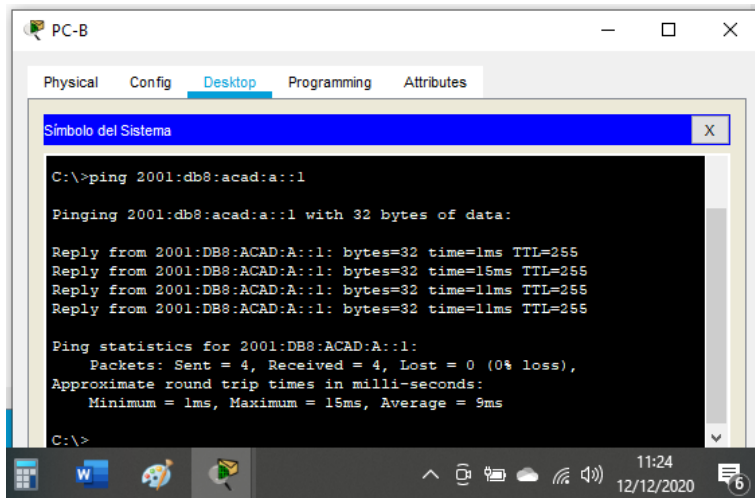 PC-B
Physical Config Desktop Programming Attributes
Símbolo del Sistema X
C:\>ping 2001:db8:acad:a::1
Pinging 2001:db8:acad:a::1 with 32 bytes of data:
Reply from 2001:DB8:ACAD:A::1: bytes=32 time=1ms TTL=255
Reply from 2001:DB8:ACAD:A::1: bytes=32 time=15ms TTL=255
Reply from 2001:DB8:ACAD:A::1: bytes=32 time=11ms TTL=255
Reply from 2001:DB8:ACAD:A::1: bytes=32 time=11ms TTL=255
Ping statistics for 2001:DB8:ACAD:A::1:
Packets: Sent = 4, Received = 4, Lost = 0 (0% loss),
Approximate round trip times in milli-seconds:
Minimum = 1ms, Maximum = 15ms, Average = 9ms
C:\>
W
11:24
12/12/2020
6